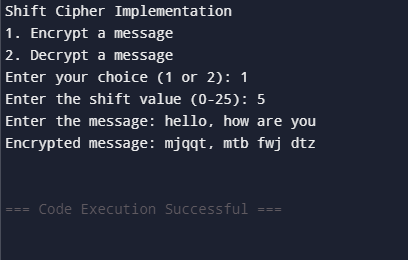 Shift Cipher Implementation
1. Encrypt a message
2. Decrypt a message
Enter your choice (1 or 2): 1
Enter the shift value (0-25): 5
Enter the message: hello, how are you
Encrypted message: mjqqt, mtb fwj dtz
=== Code Execution Successful ===